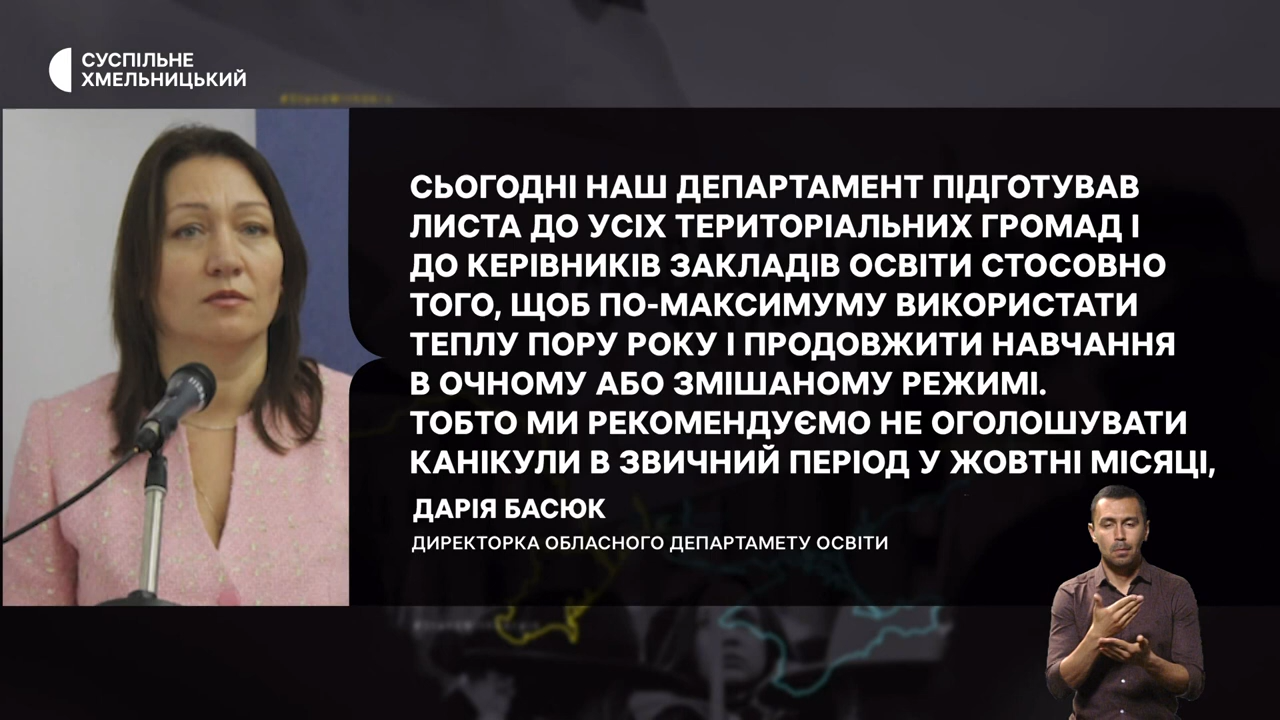 СУСПІЛЬНЕ
ХМЕЛЬНИЦЬКИЙ
СЬОГОДНІ НАШ ДЕПАРТАМЕНТ ПІДГОТУВАВ
ЛИСТА ДО УСІХ ТЕРИТОРІАЛЬНИХ ГРОМАД І
ДО КЕРІВНИКІВ ЗАКЛАДІВ ОСВІТИ СТОСОВНО
ТОГО, ЩОБ ПО-МАКСИМУМУ ВИКОРИСТАТИ
ТЕПЛУ ПОРУ РОКУ І ПРОДОВЖИТИ НАВЧАННЯ
В ОЧНОМУ АБО ЗМІШАНОМУ РЕЖИМІ.
ТОБТО МИ РЕКОМЕНДУЄМО НЕ ОГОЛОШУВАТИ
КАНІКУЛИ В ЗВИЧНИЙ ПЕРІОД У ЖОВТНІ МІСЯЦІ,
ДАРІЯ БАСЮК
ДИРЕКТОРКА ОБЛАСНОГО ДЕПАРТАМЕТУ ОСВІТИ